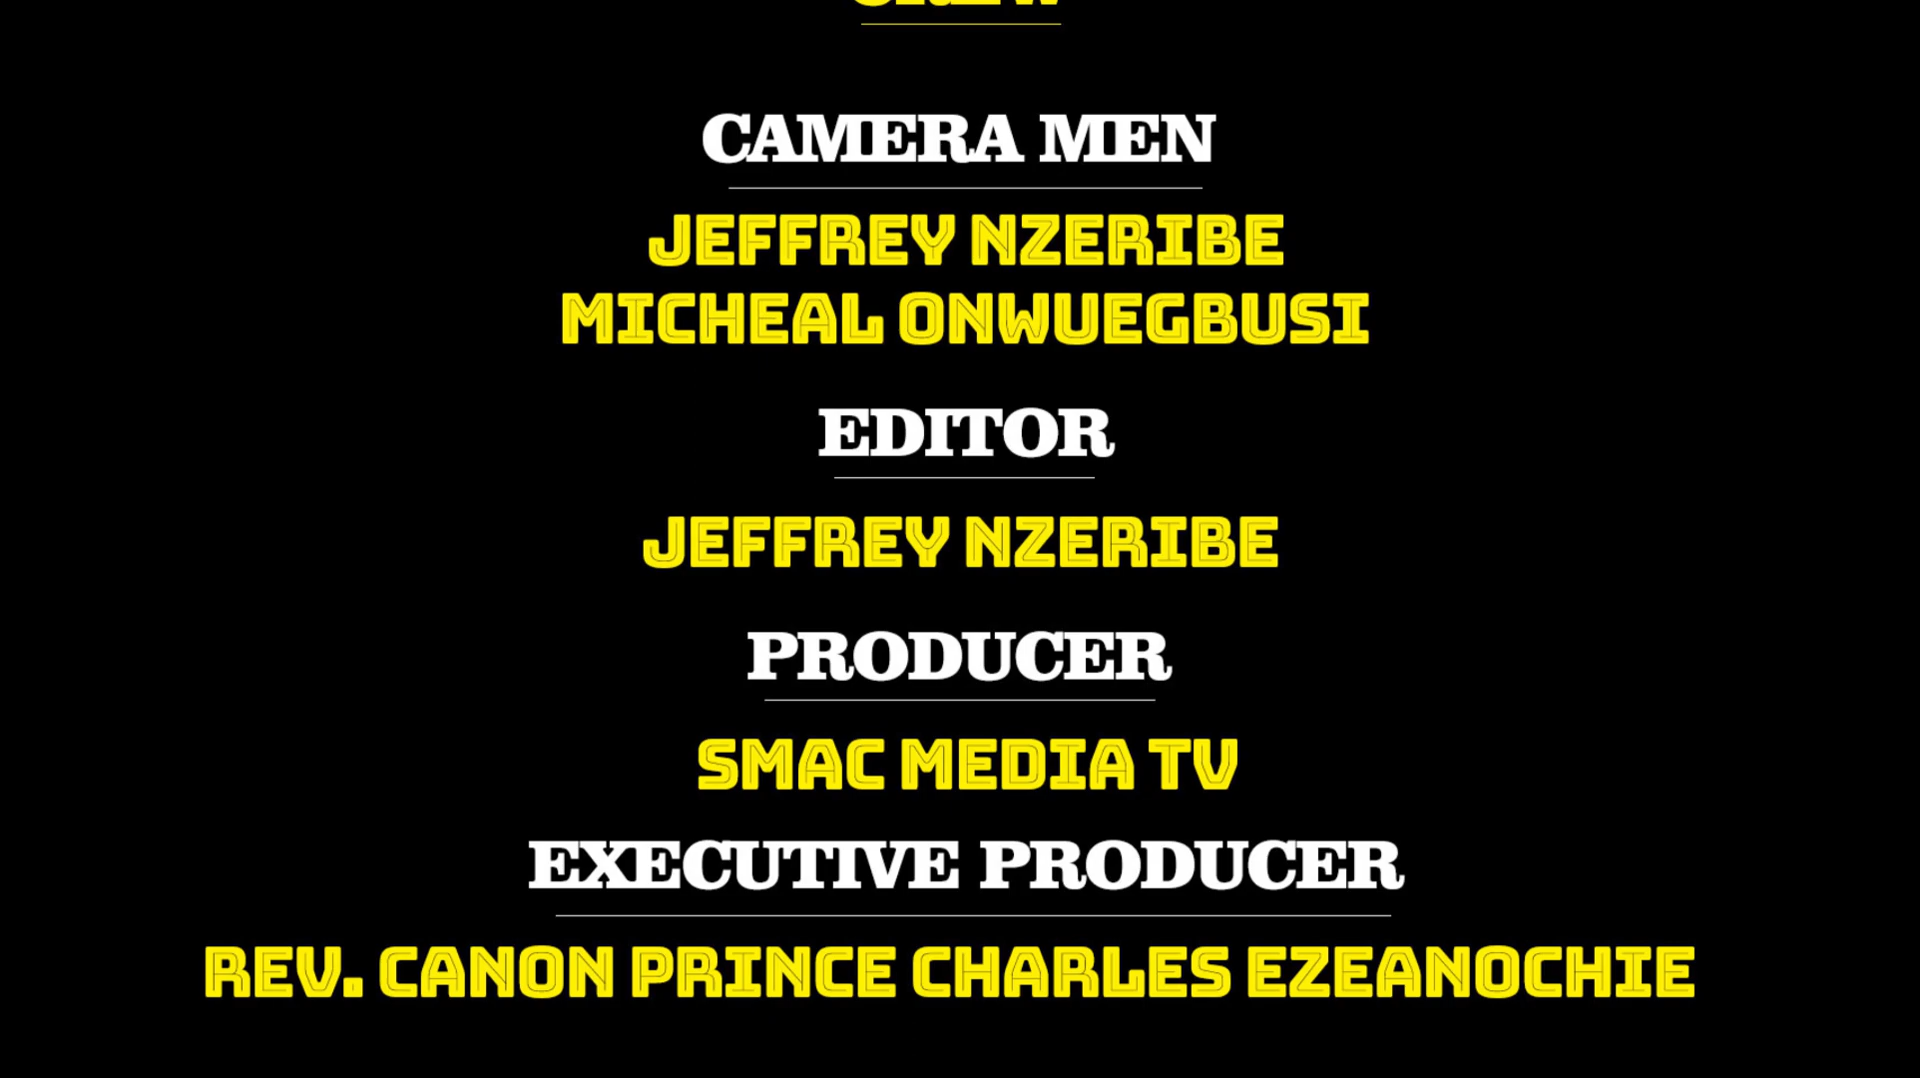 CREW
CAMERA MEN
JEFFREY NZERIBE
MICHEAL ONWUEGBUSI
EDITOR
JEFFREY NZERIBE
PRODUCER
SMAC MEDIA TV
EXECUTIVE PRODUCER
REV. CANON PRINCE CHARLES EZEANOCHIE